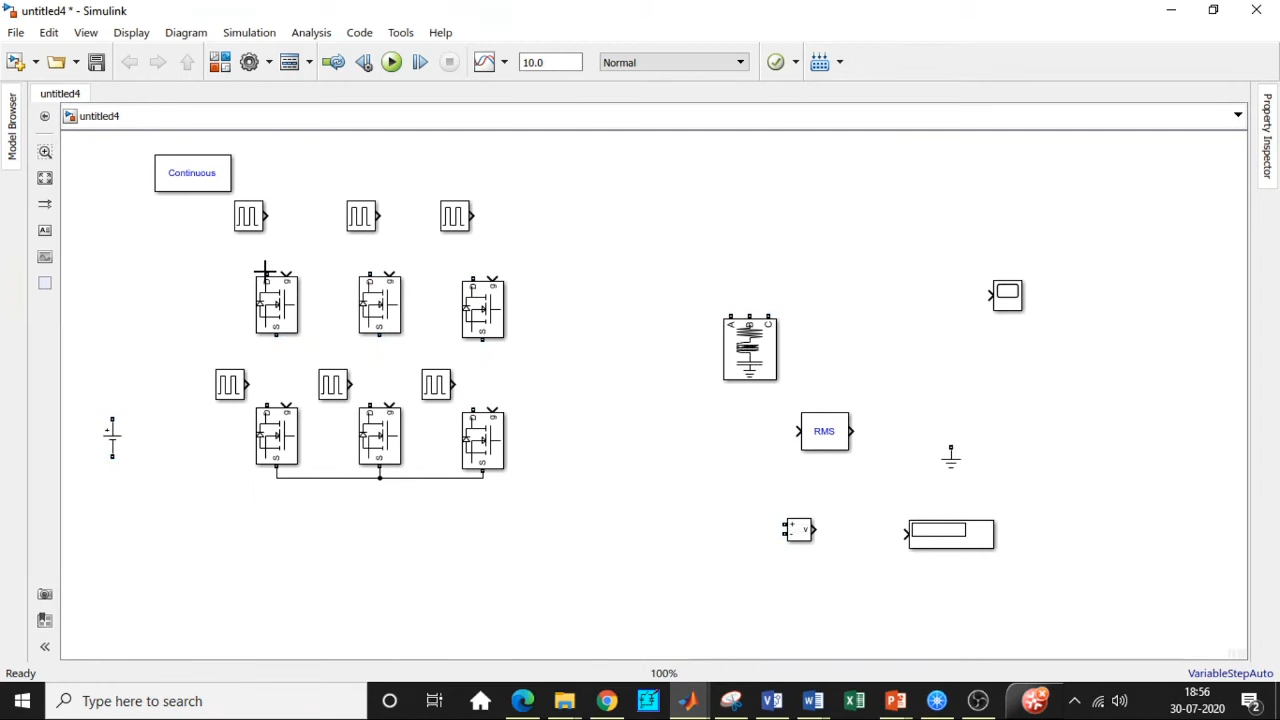 untitled4 * - Simulink
File Edit View Display Diagram Simulation Analysis Code Tools Help
10.0 Normal
untitled4
untitled4
Model Browser
Property Inspector
Continuous
D g D g D g
S S S
A B C
D g D g D g
S S S
+
RMS
+ - v
Ready 100% VariableStepAuto
Type here to search
18:56
30-07-2020
2